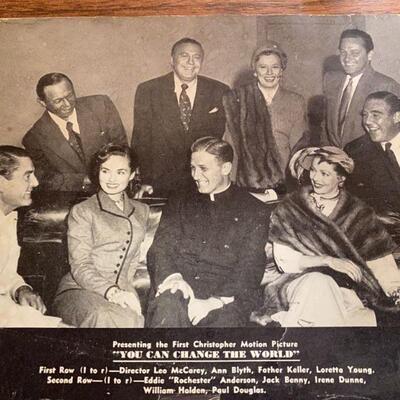 Presenting the First Christopher Motion Picture
"YOU CAN CHANGE THE WORLD"
First Row (l to r)—Director Leo McCarey, Ann Blyth, Father Keller, Loretta Young.
Second Row—(l to r)—Eddie "Rochester" Anderson, Jack Benny, Irene Dunne,
William Holden, Paul Douglas.